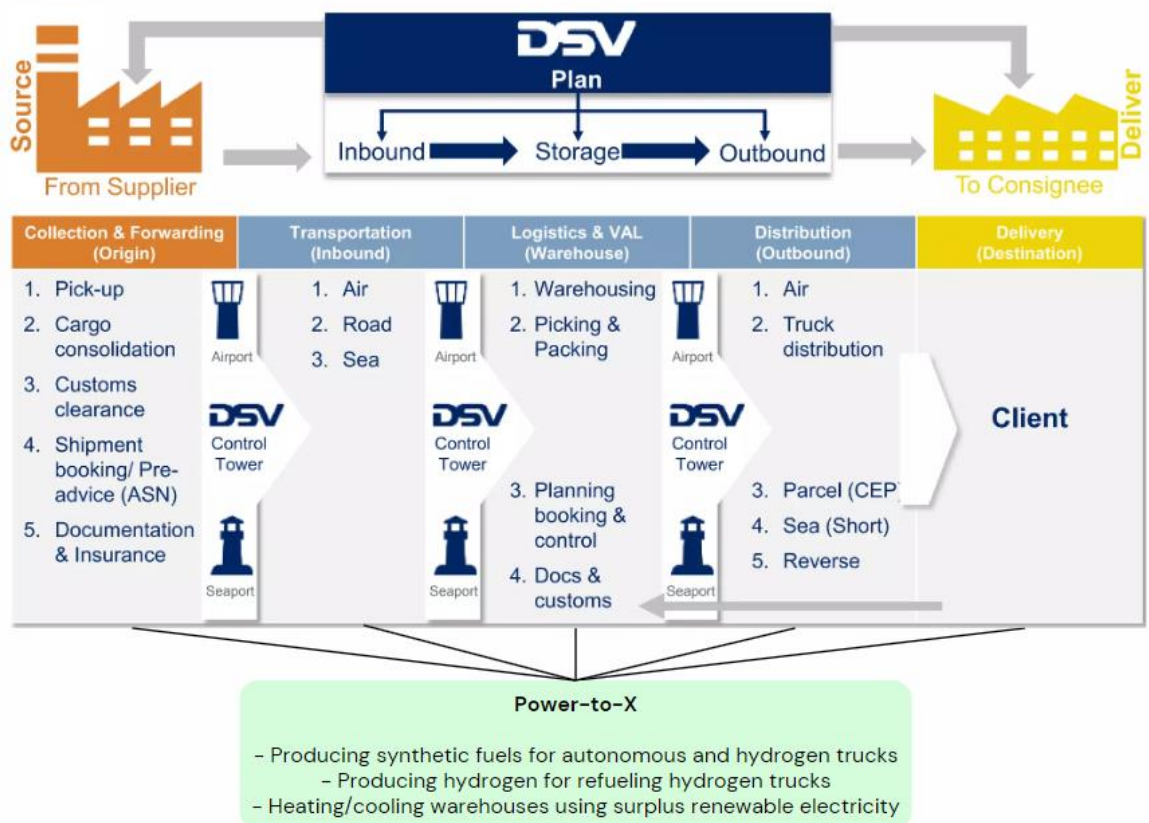 DSV
Plan
Source
Inbound
Storage
Outbound
Deliver
From Supplier
To Consignee
Collection & Forwarding
(Origin)
Transportation
(Inbound)
Logistics & VAL
(Warehouse)
Distribution
(Outbound)
Delivery
(Destination)
1. Pick-up
2. Cargo
consolidation
3. Customs
clearance
4. Shipment
booking/ Pre-
advice (ASN)
5. Documentation
& Insurance
Airport
DSV
Control
Tower
Seaport
1. Air
2. Road
3. Sea
Airport
DSV
Control
Tower
Seaport
1. Warehousing
2. Picking &
Packing
3. Planning
booking &
control
4. Docs &
customs
Airport
DSV
Control
Tower
Seaport
1. Air
2. Truck
distribution
3. Parcel (CEP)
4. Sea (Short)
5. Reverse
Client
Power-to-X
- Producing synthetic fuels for autonomous and hydrogen trucks
- Producing hydrogen for refueling hydrogen trucks
- Heating/cooling warehouses using surplus renewable electricity